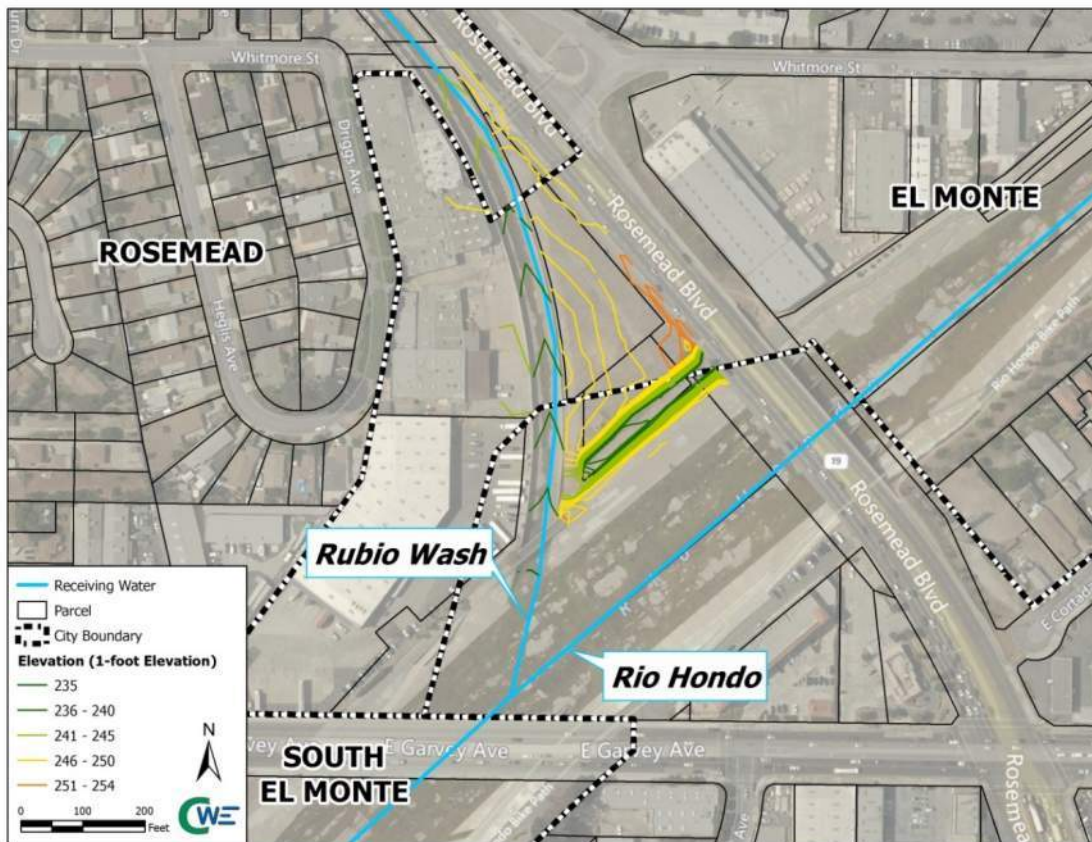 Whitmore St
Rosemead Blvd
Whitmore St
Driggs Ave
EL MONTE
ROSEMEAD
Rosemead Blvd
Heglis Ave
Rio Hondo Bike Path
19
Rubio Wash
Rosemead Blvd
Rio Hondo
Receiving Water
Parcel
City Boundary
Elevation (1-foot Elevation)
235
236 - 240
241 - 245
246 - 250
251 - 254
N
0 100 200
Feet
CWE
E Garvey Ave
E Garvey Ave
SOUTH
EL MONTE
Ave